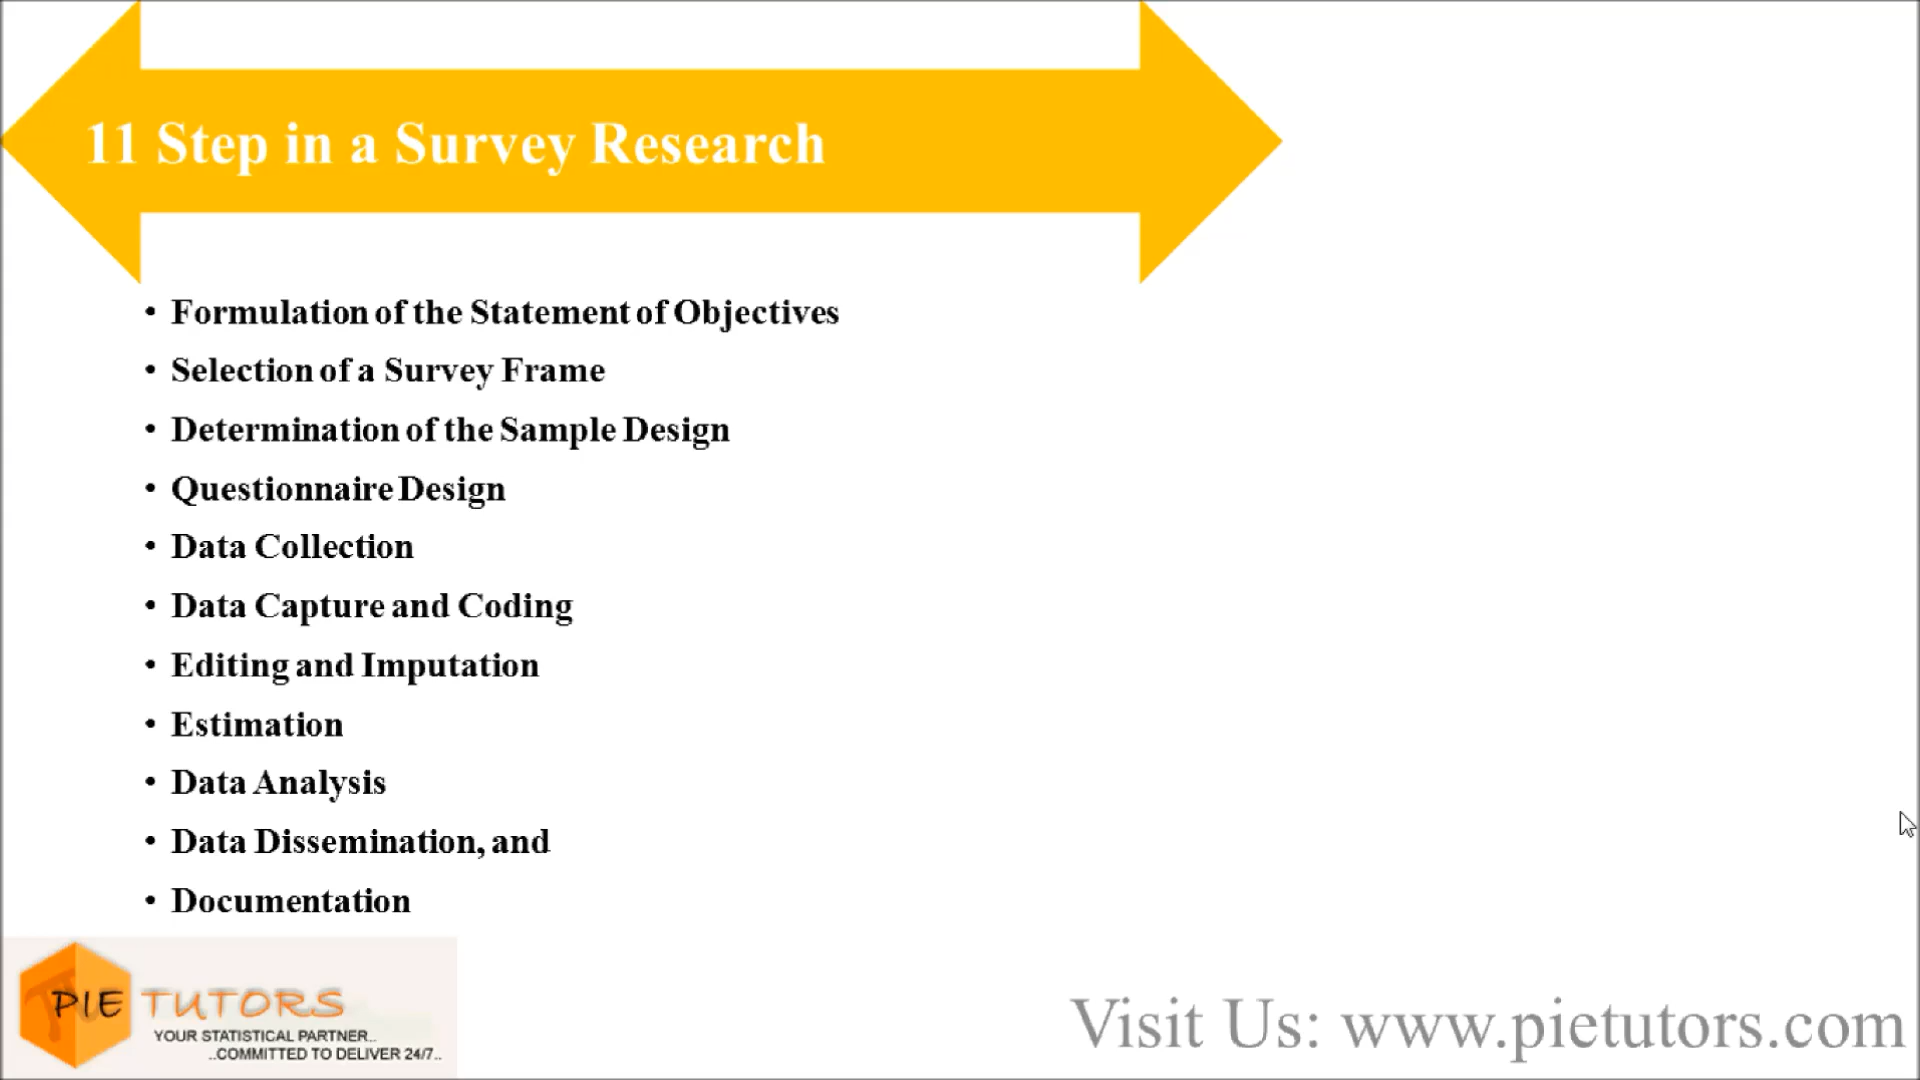 11 Step in a Survey Research
• Formulation of the Statement of Objectives
• Selection of a Survey Frame
• Determination of the Sample Design
• Questionnaire Design
• Data Collection
• Data Capture and Coding
• Editing and Imputation
• Estimation
• Data Analysis
• Data Dissemination, and
• Documentation
PIE TUTORS
YOUR STATISTICAL PARTNER..
..COMMITTED TO DELIVER 24/7..
Visit Us: www.pietutors.com